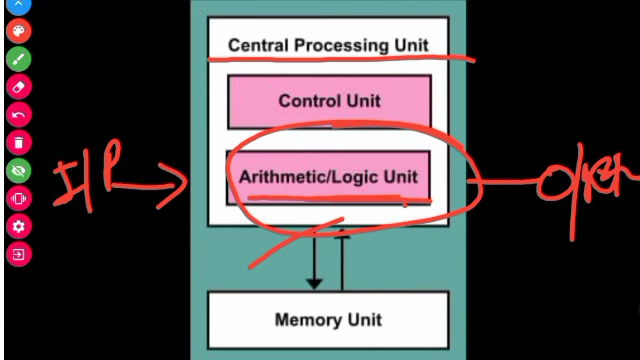 Central Processing Unit
Control Unit
I/P
Arithmetic/Logic Unit
Memory Unit